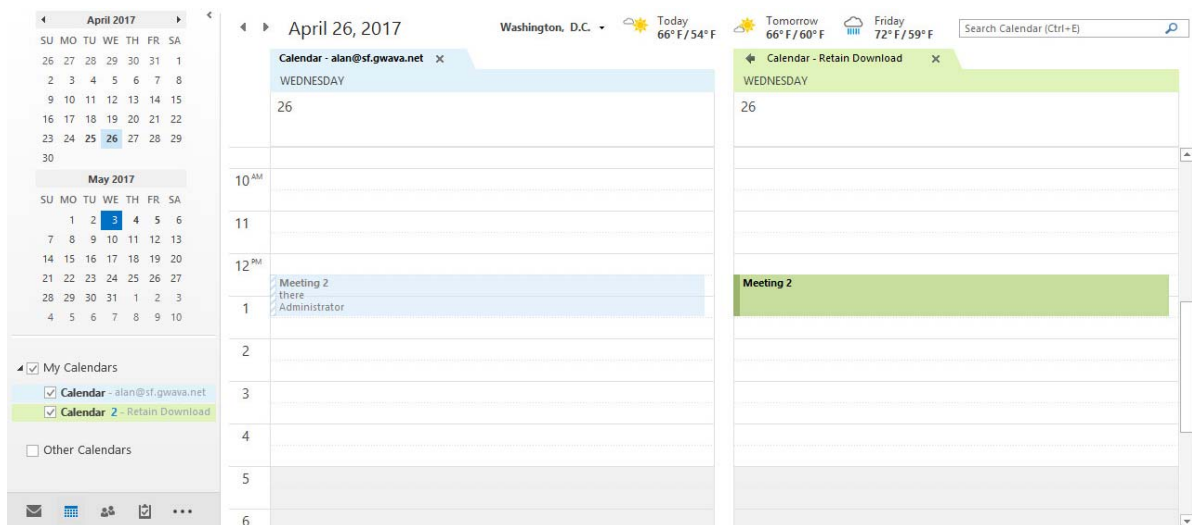 April 2017
SU MO TU WE TH FR SA
26 27 28 29 30 31 1
2 3 4 5 6 7 8
9 10 11 12 13 14 15
16 17 18 19 20 21 22
23 24 25 26 27 28 29
30
May 2017
SU MO TU WE TH FR SA
1 2 3 4 5 6
7 8 9 10 11 12 13
14 15 16 17 18 19 20
21 22 23 24 25 26 27
28 29 30 31 1 2 3
4 5 6 7 8 9 10
My Calendars
Calendar - alan@sf.gwava.net
Calendar 2 - Retain Download
Other Calendars
April 26, 2017
Washington, D.C.
Today
66° F / 54° F
Tomorrow
66° F / 60° F
Friday
72° F / 59° F
Search Calendar (Ctrl+E)
Calendar - alan@sf.gwava.net
WEDNESDAY
26
Calendar - Retain Download
WEDNESDAY
26
10 AM
11
12 PM
1
2
3
4
5
6
Meeting 2
there
Administrator
Meeting 2